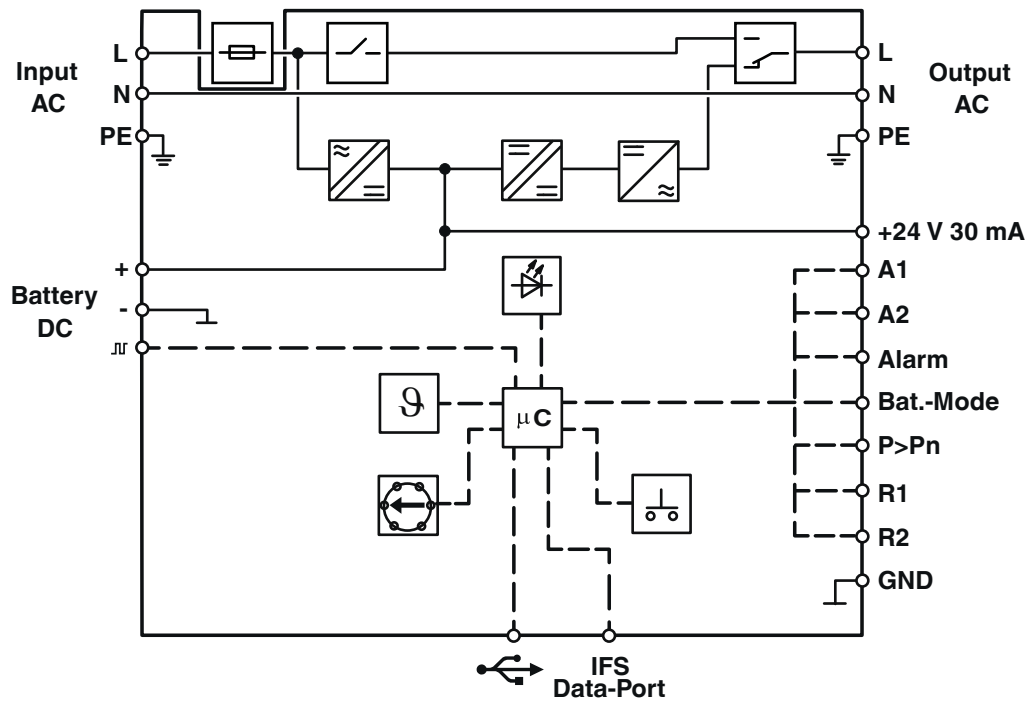 Input
AC
L
N
PE
Battery
DC
+
-
L
N
PE
Output
AC
+24 V 30 mA
A1
A2
Alarm
Bat.-Mode
P>Pn
R1
R2
GND
ϑ
μC
IFS
Data-Port